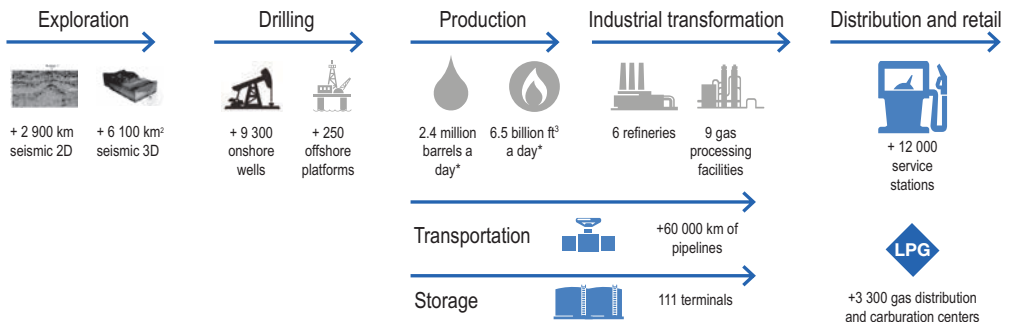 Exploration
Drilling
Production
Industrial transformation
Distribution and retail
+ 2 900 km
seismic 2D
+ 6 100 km²
seismic 3D
+ 9 300
onshore
wells
+ 250
offshore
platforms
2.4 million
barrels a
day*
6.5 billion ft³
a day*
6 refineries
9 gas
processing
facilities
+ 12 000
service
stations
Transportation
+60 000 km of
pipelines
LPG
Storage
111 terminals
+3 300 gas distribution
and carburation centers